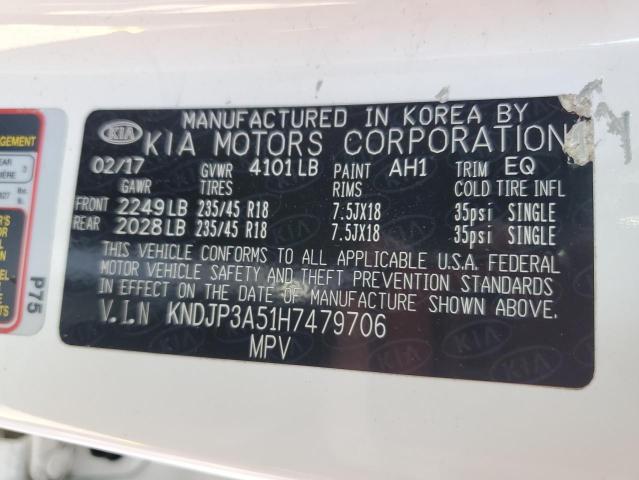 MANUFACTURED IN KOREA BY
KIA KIA MOTORS CORPORATION
02/17 GVWR 4101 LB PAINT AH1 TRIM EQ
GAWR TIRES RIMS COLD TIRE INFL
FRONT 2249 LB 235/45 R18 7.5JX18 35psi SINGLE
REAR 2028 LB 235/45 R18 7.5JX18 35psi SINGLE
THIS VEHICLE CONFORMS TO ALL APPLICABLE U.S.A. FEDERAL
MOTOR VEHICLE SAFETY AND THEFT PREVENTION STANDARDS
IN EFFECT ON THE DATE OF MANUFACTURE SHOWN ABOVE.
V.I.N KNDJP3A51H7479706
MPV
P75